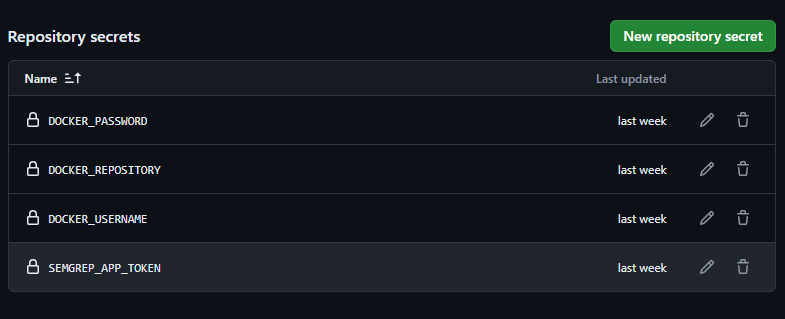 Repository secrets
New repository secret
Name
Last updated
DOCKER_PASSWORD
last week
DOCKER_REPOSITORY
last week
DOCKER_USERNAME
last week
SEMGREP_APP_TOKEN
last week